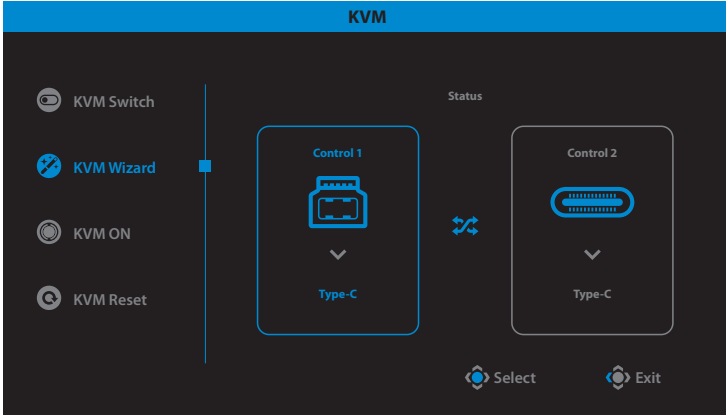 KVM
KVM Switch
KVM Wizard
KVM ON
KVM Reset
Status
Control 1
Type-C
Control 2
Type-C
Select
Exit